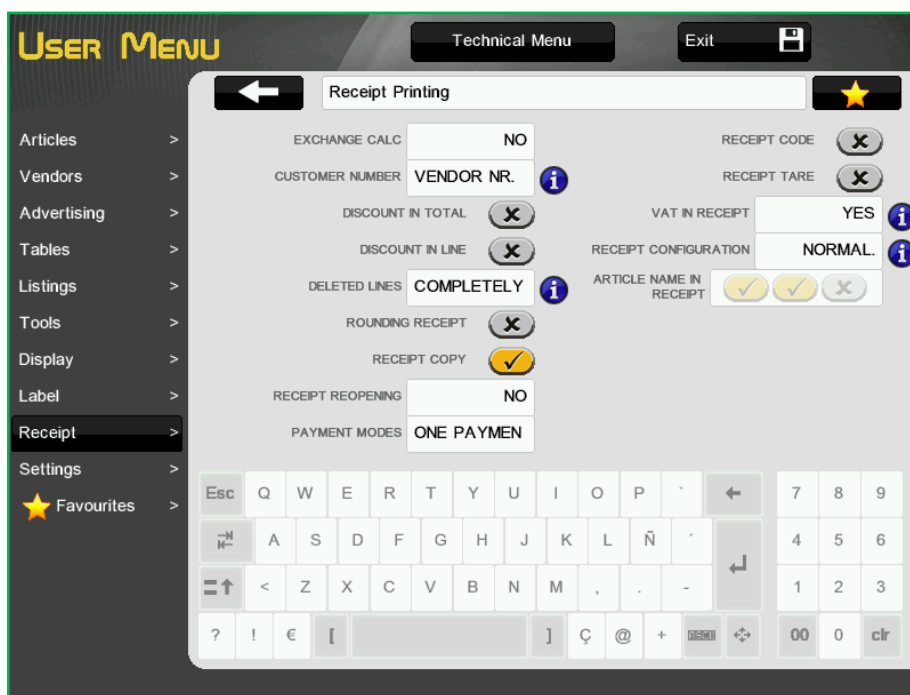 USER MENU
Technical Menu
Exit
Receipt Printing
Articles >
Vendors >
Advertising >
Tables >
Listings >
Tools >
Display >
Label >
Receipt >
Settings >
Favourites >
EXCHANGE CALC NO
CUSTOMER NUMBER VENDOR NR.
DISCOUNT IN TOTAL
DISCOUNT IN LINE
DELETED LINES COMPLETELY
ROUNDING RECEIPT
RECEIPT COPY
RECEIPT REOPENING NO
PAYMENT MODES ONE PAYMEN
RECEIPT CODE
RECEIPT TARE
VAT IN RECEIPT YES
RECEIPT CONFIGURATION NORMAL.
ARTICLE NAME IN
RECEIPT
Esc Q W E R T Y U I O P ` 7 8 9
A S D F G H J K L Ñ ´ 4 5 6
< Z X C V B N M , . - 1 2 3
? ! € [ ] Ç @ + 00 0 clr